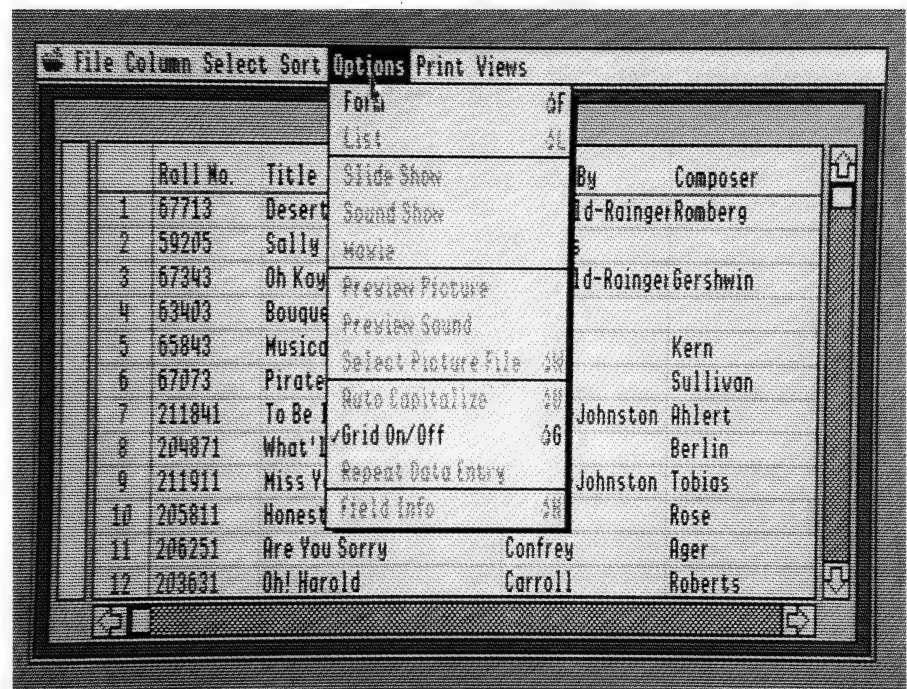 File Column Select Sort Options Print Views
Form F
List L
Slide Show
Sound Show
Movie
Preview Picture
Preview Sound
Select Picture File W
Auto Capitalize U
✓Grid On/Off G
Repeat Data Entry
Field Info
Roll No. Title By Composer
1 67713 Desert ld-Rainger Romberg
2 59205 Sally s
3 67343 Oh Kay ld-Rainger Gershwin
4 63403 Bouque
5 65843 Musica Kern
6 67073 Pirate Sullivan
7 211841 To Be Johnston Ahlert
8 204871 What'l Berlin
9 211911 Miss Y Johnston Tobias
10 205811 Honest Rose
11 206251 Are You Sorry Confrey Ager
12 203631 Oh! Harold Carroll Roberts